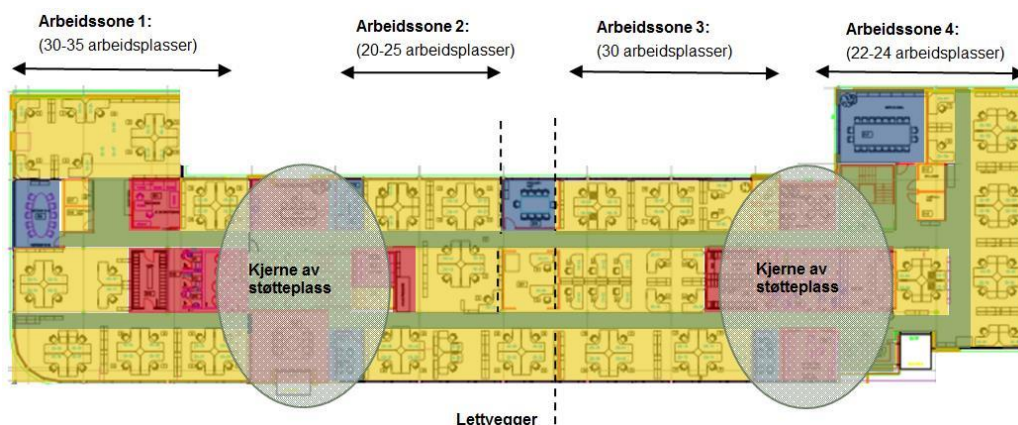 Arbeidssone 1:
(30-35 arbeidsplasser)
Arbeidssone 2:
(20-25 arbeidsplasser)
Arbeidssone 3:
(30 arbeidsplasser)
Arbeidssone 4:
(22-24 arbeidsplasser)
Kjerne av
støtteplass
Kjerne av
støtteplass
Lettvegger